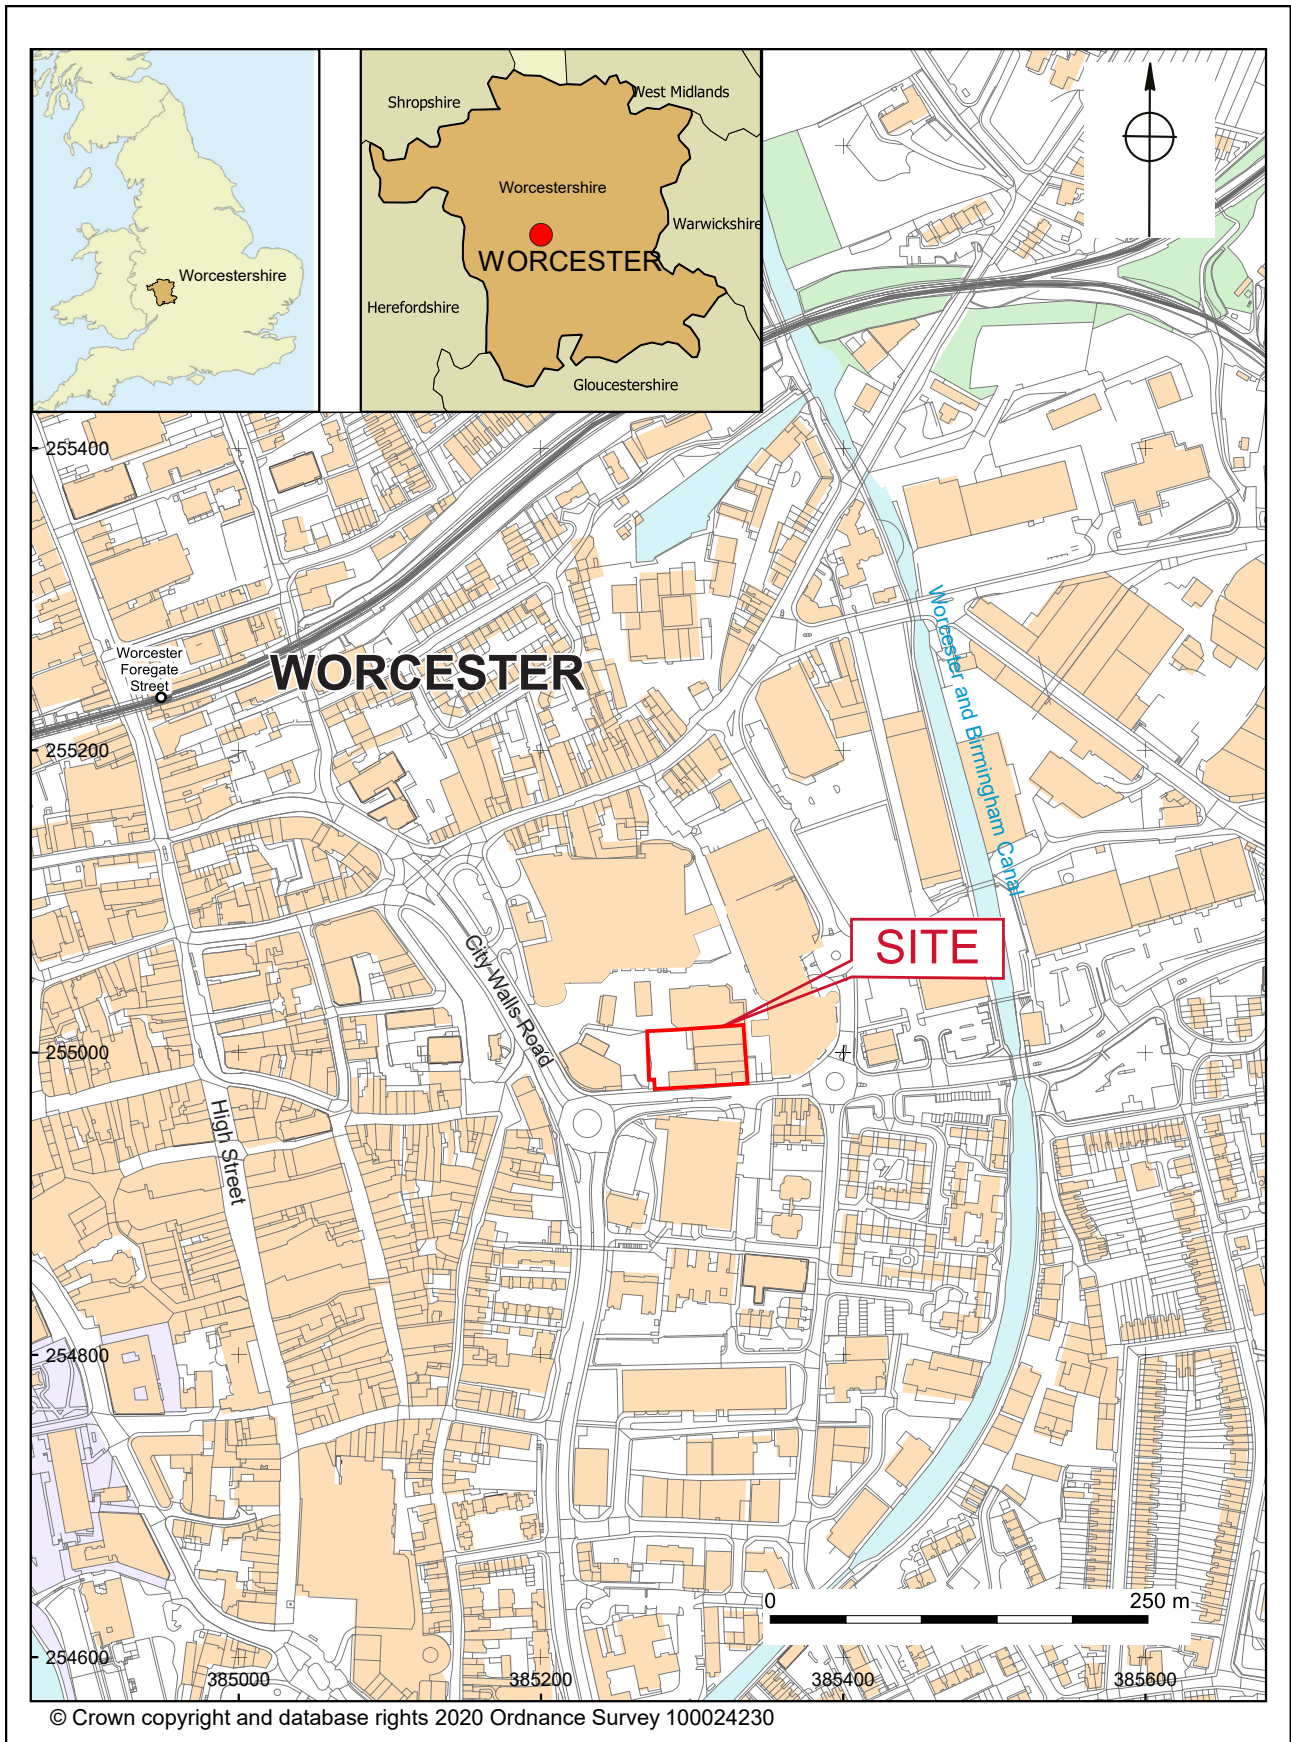 Shropshire
West Midlands
Worcestershire
Warwickshire
WORCESTER
Worcestershire
Herefordshire
Gloucestershire
255400
Worcester and Birmingham Canal
Worcester
Foregate
Street
WORCESTER
255200
SITE
City Walls Road
255000
High Street
254800
0
250 m
254600
385000
385200
385400
385600
© Crown copyright and database rights 2020 Ordnance Survey 100024230